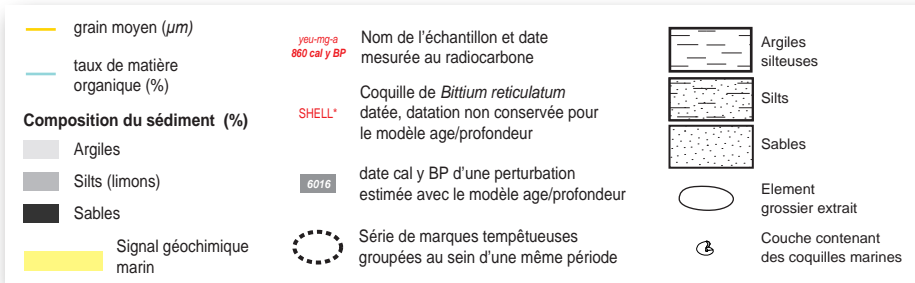 grain moyen (µm)
taux de matière
organique (%)
Composition du sédiment (%)
Argiles
Silts (limons)
Sables
Signal géochimique
marin
yeu-mg-a
860 cal y BP
Nom de l'échantillon et date
mesurée au radiocarbone
SHELL*
Coquille de Bittium reticulatum
datée, datation non conservée pour
le modèle age/profondeur
6016
date cal y BP d'une perturbation
estimée avec le modèle age/profondeur
Série de marques tempêtueuses
groupées au sein d'une même période
Argiles
silteuses
Silts
Sables
Element
grossier extrait
Couche contenant
des coquilles marines